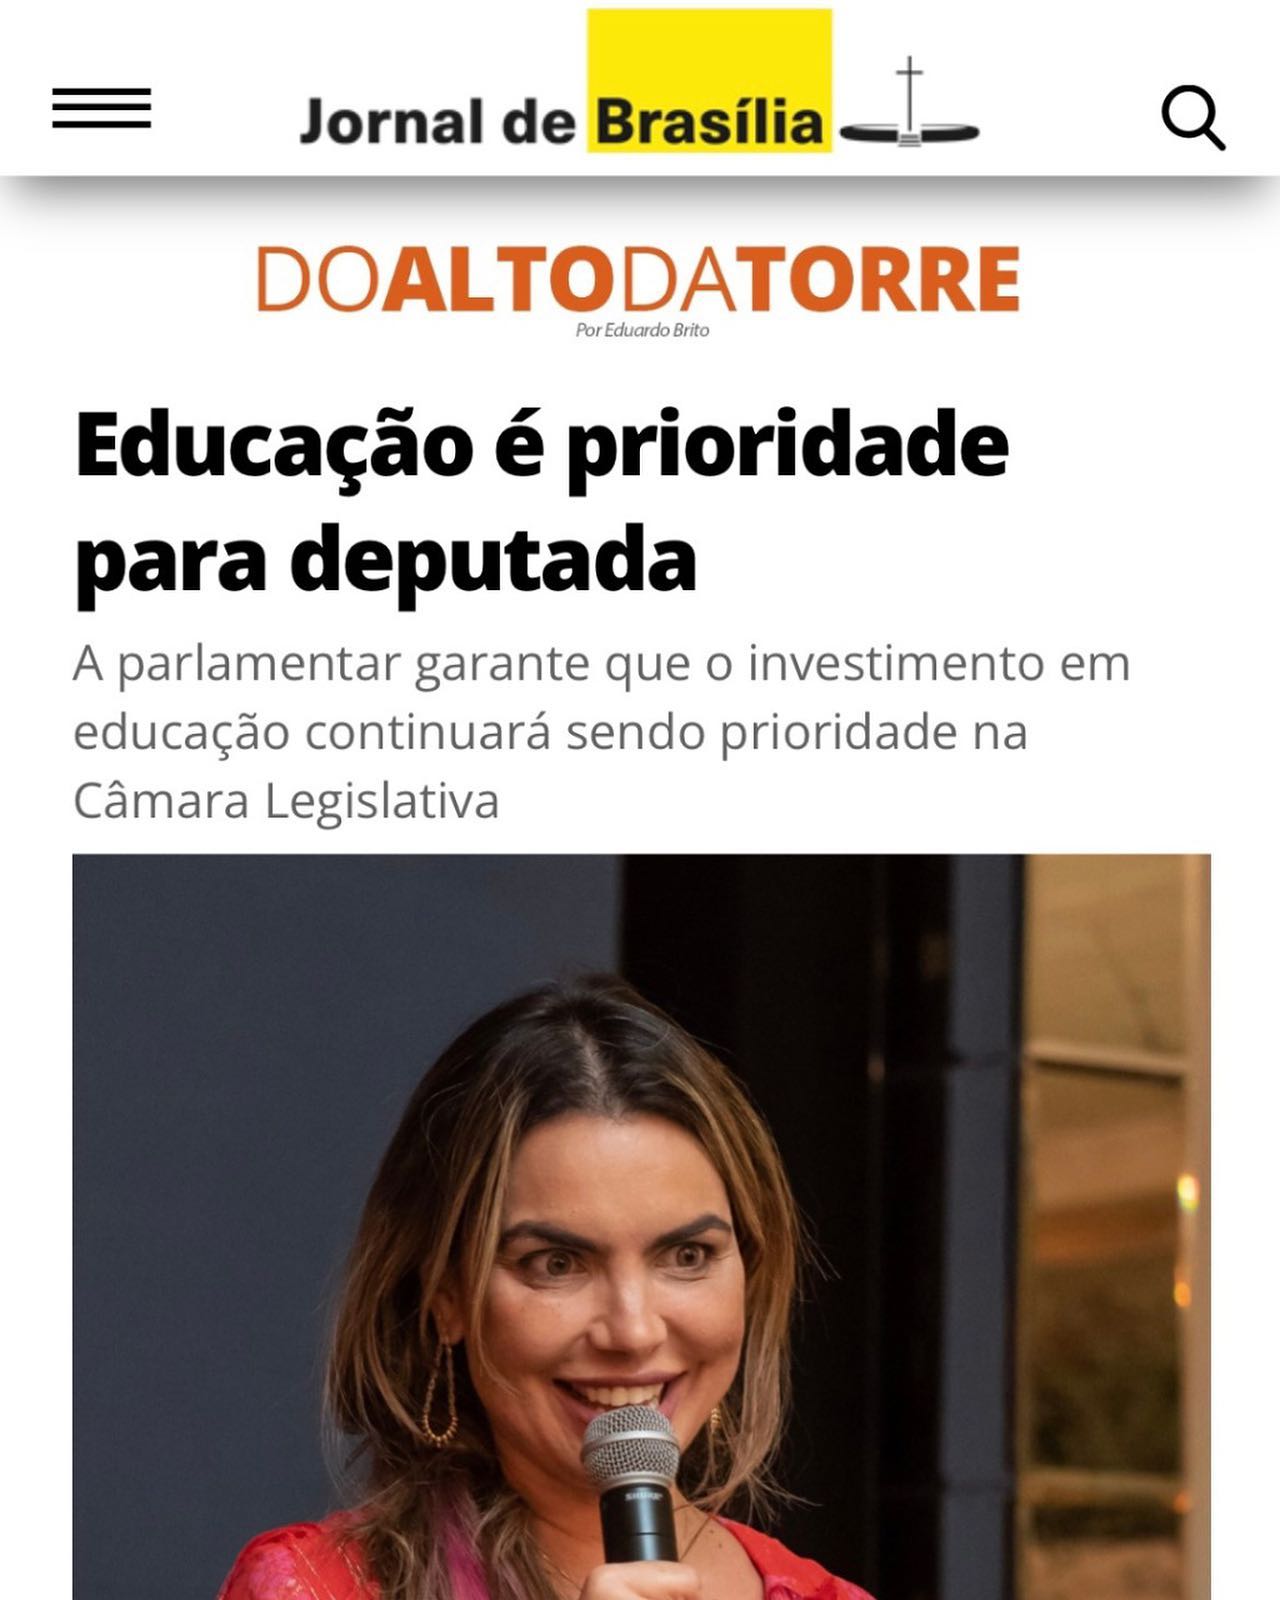 Jornal de Brasília
DOALTODATORRE
Por Eduardo Brito
Educação é prioridade
para deputada
A parlamentar garante que o investimento em
educação continuará sendo prioridade na
Câmara Legislativa
SHURE